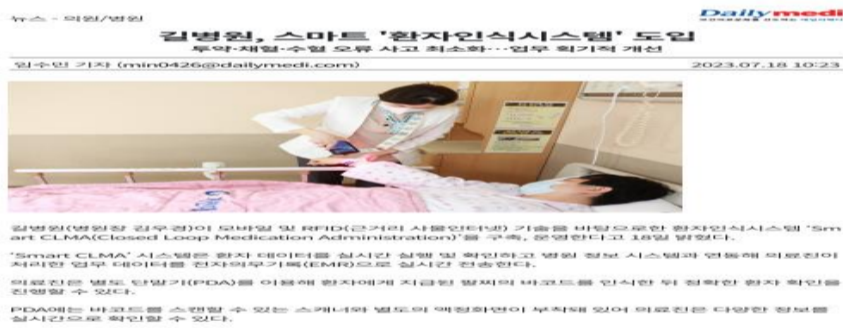 뉴스 - 의원/병원
Dailymedi
길병원, 스마트 '환자인식시스템' 도입
투약·채혈·수혈 오류 사고 최소화…업무 획기적 개선
임수민 기자 (min0426@dailymedi.com)
2023.07.18 10:23
길병원(병원장 김우경)이 모바일 및 RFID(근거리 사물인터넷) 기술을 바탕으로한 환자인식시스템 'Sm
art CLMA(Closed Loop Medication Administration)'을 구축, 운영한다고 18일 밝혔다.
'Smart CLMA' 시스템은 환자 데이터를 실시간 실행 및 확인하고 병원 정보 시스템과 연동해 의료진이
처리한 업무 데이터를 전자의무기록(EMR)으로 실시간 전송한다.
의료진은 별도 단말기(PDA)를 이용해 환자에게 지급된 팔찌의 바코드를 인식한 뒤 정확한 환자 확인을
진행할 수 있다.
PDA에는 바코드를 스캔할 수 있는 스캐너와 별도의 액정화면이 부착돼 있어 의료진은 다양한 정보를
실시간으로 확인할 수 있다.